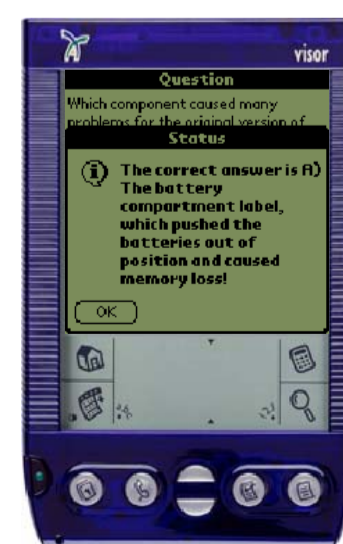 visor
Question
Which component caused many
problems for the original version of
Status
The correct answer is A)
The battery
compartment label,
which pushed the
batteries out of
position and caused
memory loss!
OK